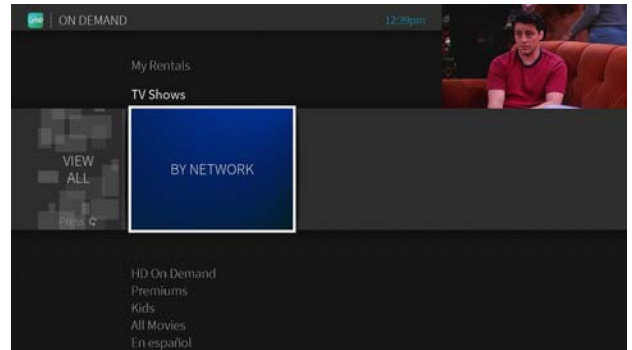 ON DEMAND
12:39pm
My Rentals
TV Shows
VIEW
ALL
Press
BY NETWORK
HD On Demand
Premiums
Kids
All Movies
En español